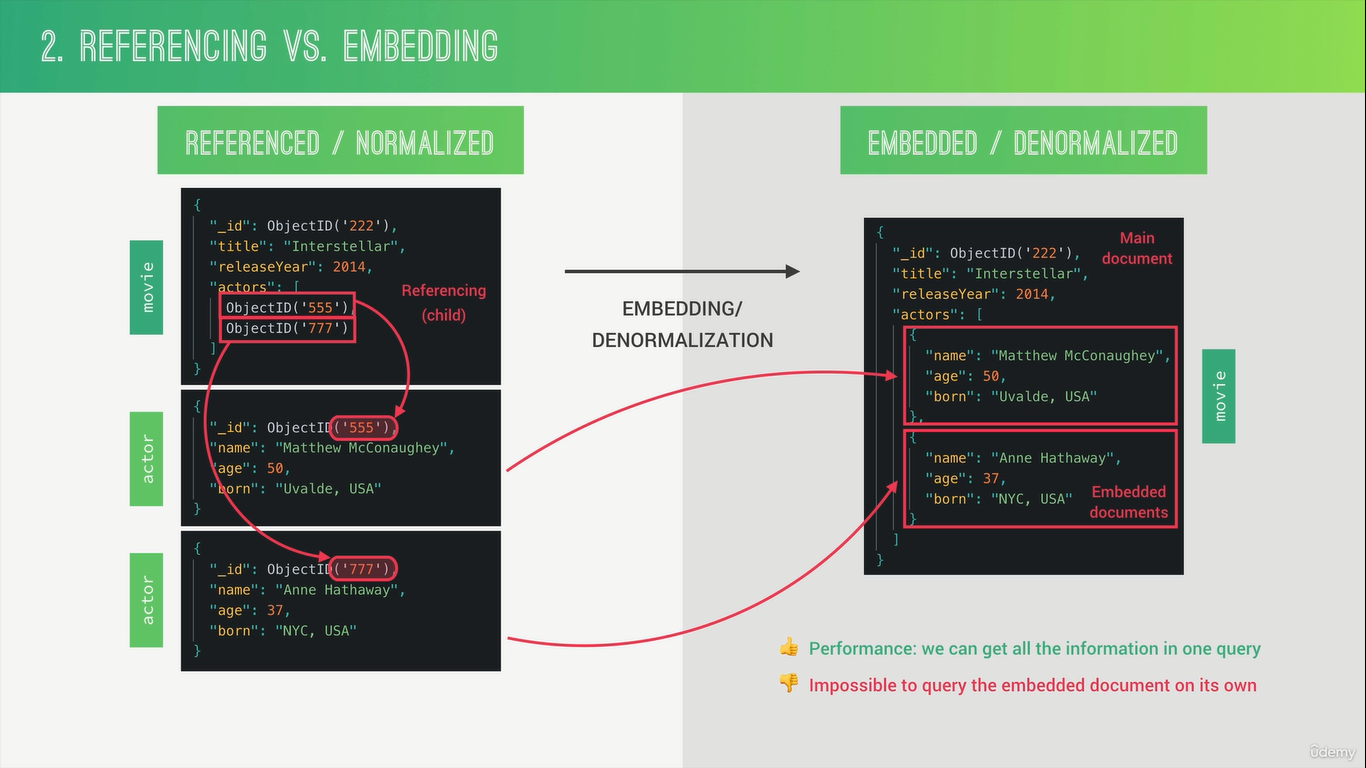 2. REFERENCING VS. EMBEDDING
REFERENCED / NORMALIZED
movie
{
"_id": ObjectID('222'),
"title": "Interstellar",
"releaseYear": 2014,
"actors": [
ObjectID('555'),
ObjectID('777')
]
}
Referencing
(child)
actor
{
"_id": ObjectID('555'),
"name": "Matthew McConaughey",
"age": 50,
"born": "Uvalde, USA"
}
actor
{
"_id": ObjectID('777'),
"name": "Anne Hathaway",
"age": 37,
"born": "NYC, USA"
}
EMBEDDING/
DENORMALIZATION
EMBEDDED / DENORMALIZED
{
"_id": ObjectID('222'),
"title": "Interstellar",
"releaseYear": 2014,
"actors": [
{
"name": "Matthew McConaughey",
"age": 50,
"born": "Uvalde, USA"
},
{
"name": "Anne Hathaway",
"age": 37,
"born": "NYC, USA"
}
]
}
Main
document
Embedded
documents
movie
👍 Performance: we can get all the information in one query
👎 Impossible to query the embedded document on its own
ûdemy